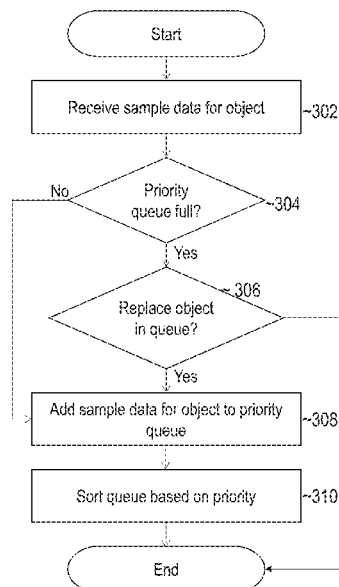 Start
Receive sample data for object
~302
No
Priority
queue full?
~304
Yes
~306
Replace object
in queue?
Yes
Add sample data for object to priority
queue
~308
Sort queue based on priority
~310
End